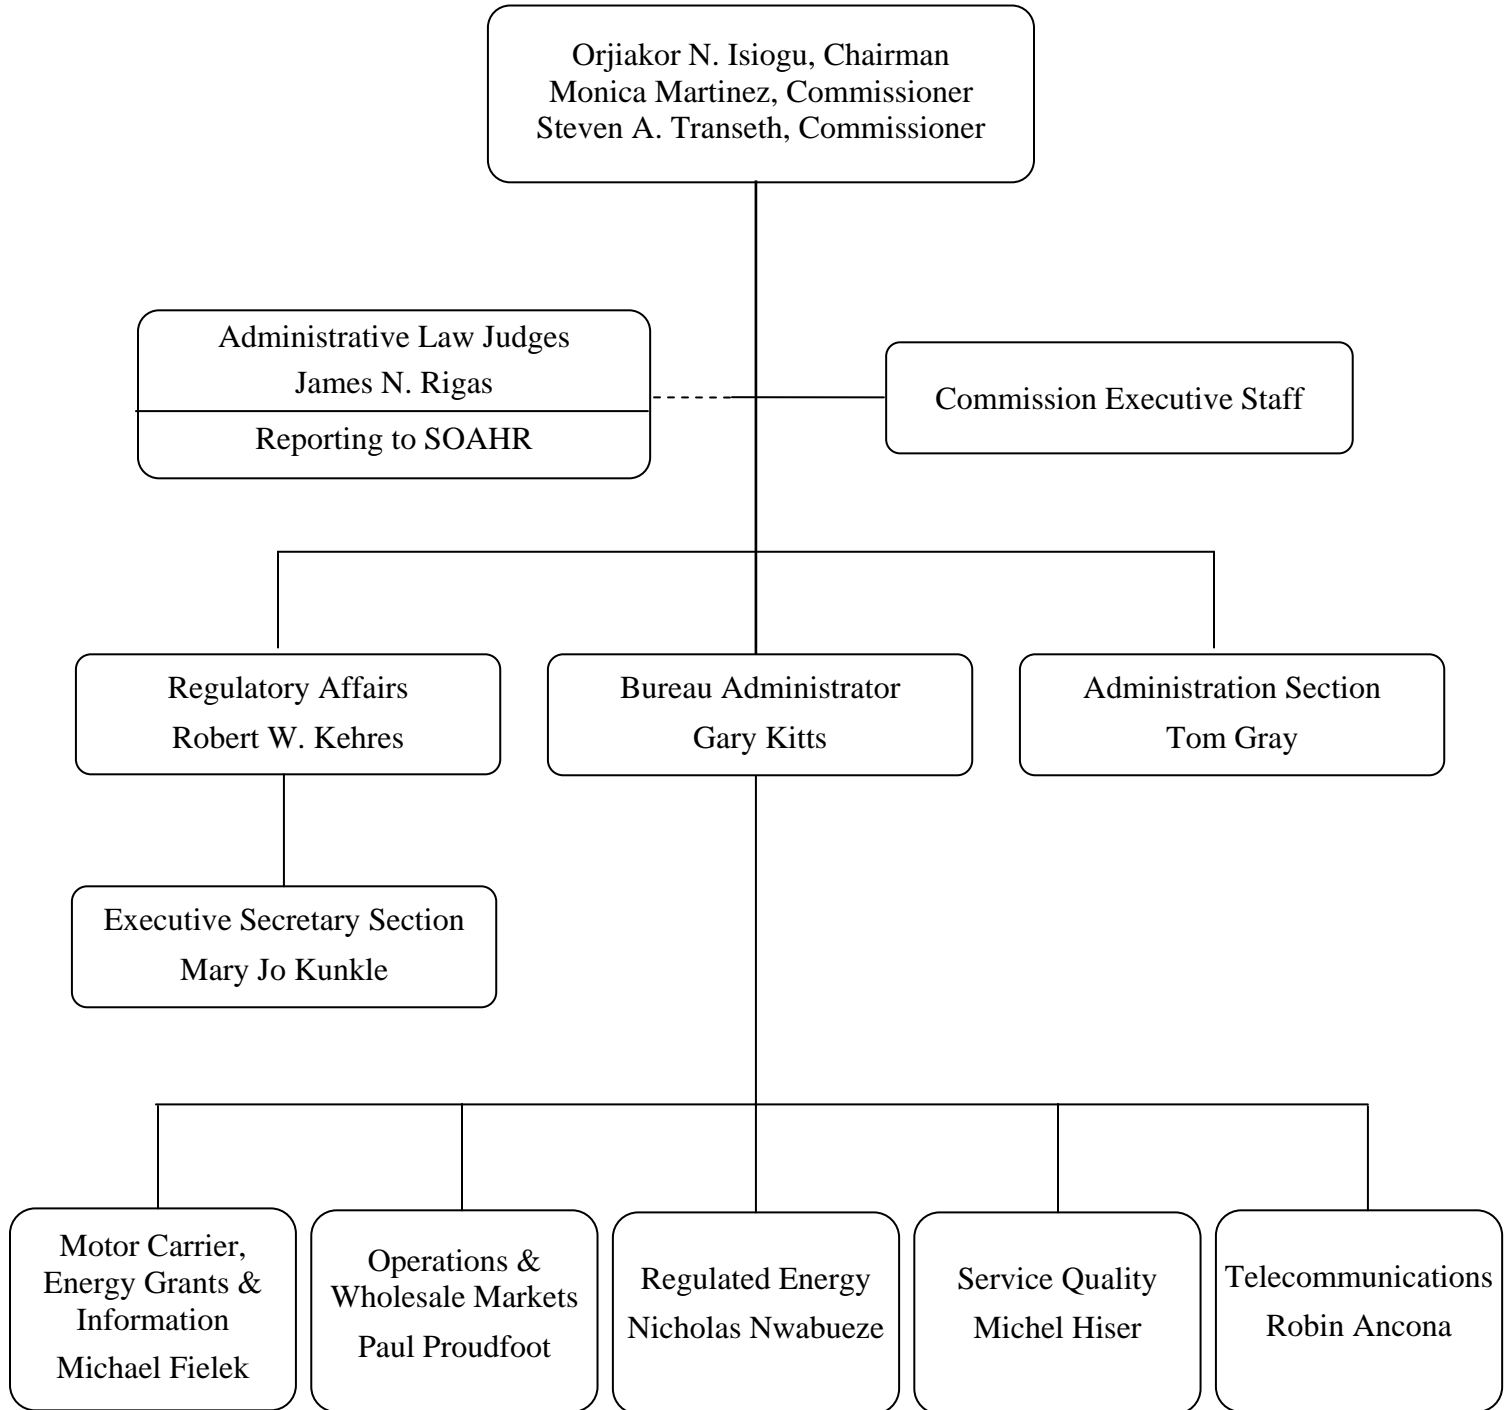 Orjiakor N. Isiogu, Chairman
Monica Martinez, Commissioner
Steven A. Transeth, Commissioner
Administrative Law Judges
James N. Rigas
Reporting to SOAHR
Commission Executive Staff
Regulatory Affairs
Robert W. Kehres
Bureau Administrator
Gary Kitts
Administration Section
Tom Gray
Executive Secretary Section
Mary Jo Kunkle
Motor Carrier,
Energy Grants &
Information
Michael Fielek
Operations &
Wholesale Markets
Paul Proudfoot
Regulated Energy
Nicholas Nwabueze
Service Quality
Michel Hiser
Telecommunications
Robin Ancona